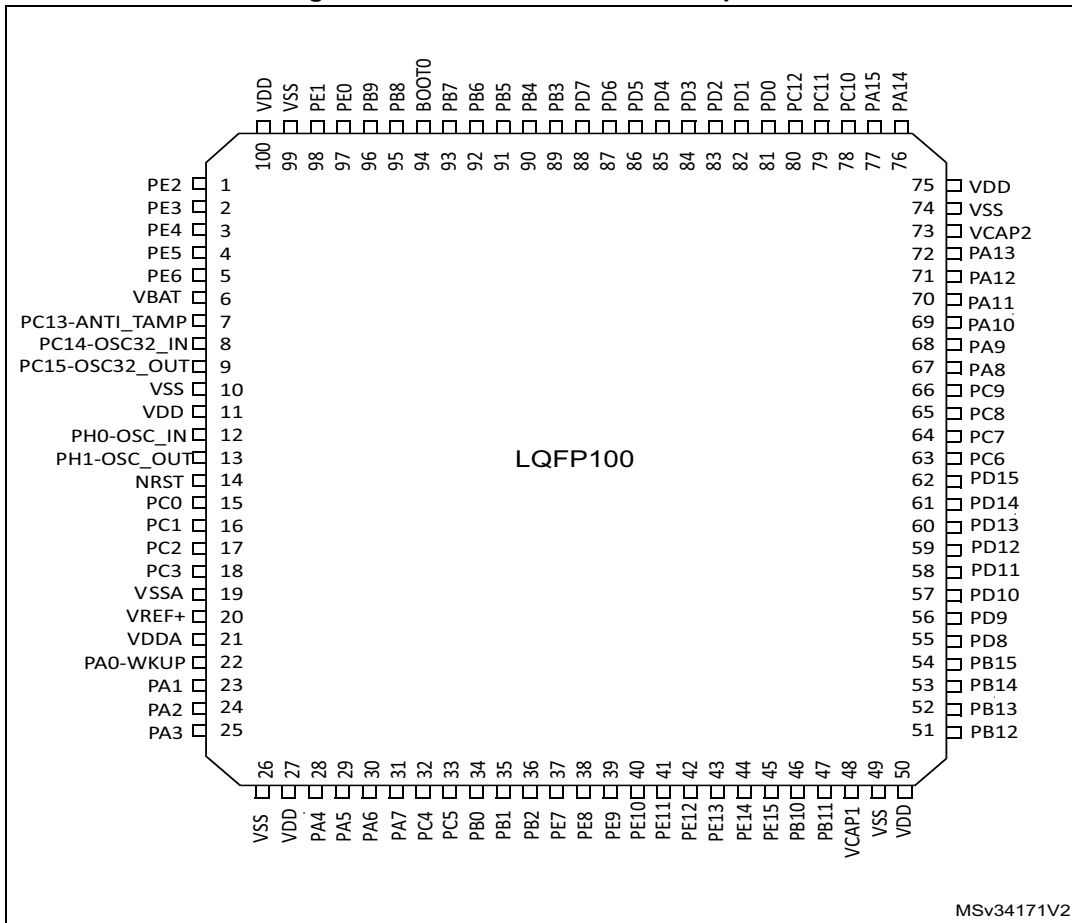 VDD
VSS
PE1
PE0
PB9
PB8
BOOT0
PB7
PB6
PB5
PB4
PB3
PD7
PD6
PD5
PD4
PD3
PD2
PD1
PD0
PC12
PC11
PC10
PA15
PA14
100
99
98
97
96
95
94
93
92
91
90
89
88
87
86
85
84
83
82
81
80
79
78
77
76
PE2 1
PE3 2
PE4 3
PE5 4
PE6 5
VBAT 6
PC13-ANTI_TAMP 7
PC14-OSC32_IN 8
PC15-OSC32_OUT 9
VSS 10
VDD 11
PH0-OSC_IN 12
PH1-OSC_OUT 13
NRST 14
PC0 15
PC1 16
PC2 17
PC3 18
VSSA 19
VREF+ 20
VDDA 21
PA0-WKUP 22
PA1 23
PA2 24
PA3 25
LQFP100
75 VDD
74 VSS
73 VCAP2
72 PA13
71 PA12
70 PA11
69 PA10
68 PA9
67 PA8
66 PC9
65 PC8
64 PC7
63 PC6
62 PD15
61 PD14
60 PD13
59 PD12
58 PD11
57 PD10
56 PD9
55 PD8
54 PB15
53 PB14
52 PB13
51 PB12
26
27
28
29
30
31
32
33
34
35
36
37
38
39
40
41
42
43
44
45
46
47
48
49
50
VSS
VDD
PA4
PA5
PA6
PA7
PC4
PC5
PB0
PB1
PB2
PE7
PE8
PE9
PE10
PE11
PE12
PE13
PE14
PE15
PB10
PB11
VCAP1
VSS
VDD
MSv34171V2